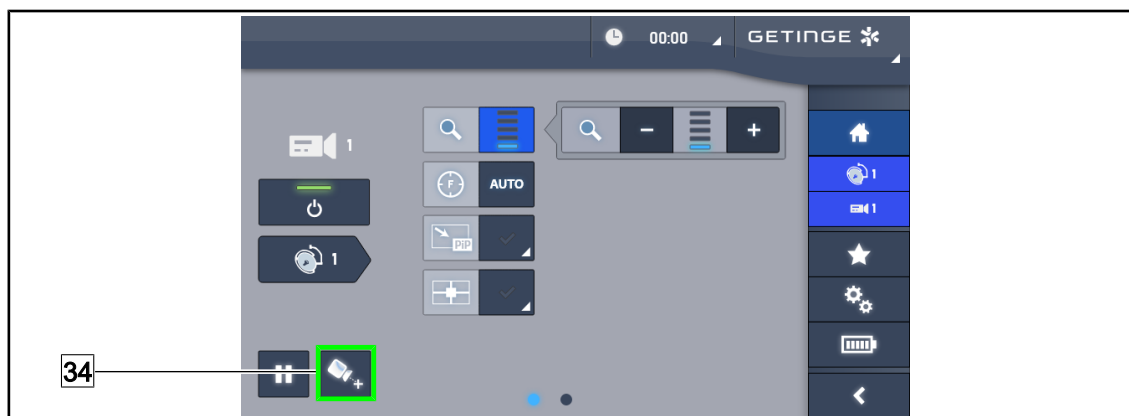 00:00 GETINGE
1 - +
F AUTO 1
1
PiP
1
34 +